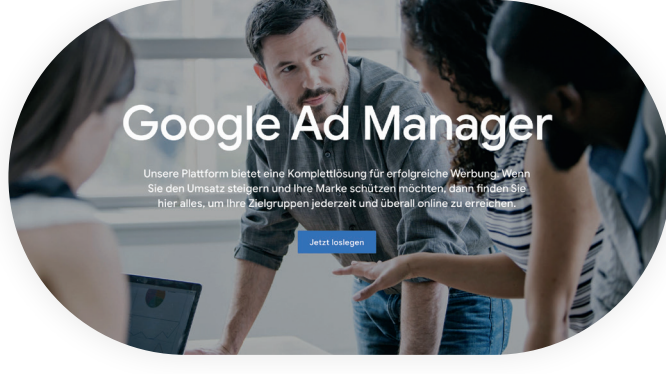 Google Ad Manager
Unsere Plattform bietet eine Komplettlösung für erfolgreiche Werbung. Wenn
Sie den Umsatz steigern und Ihre Marke schützen möchten, dann finden Sie
hier alles, um Ihre Zielgruppen jederzeit und überall online zu erreichen.
Jetzt loslegen